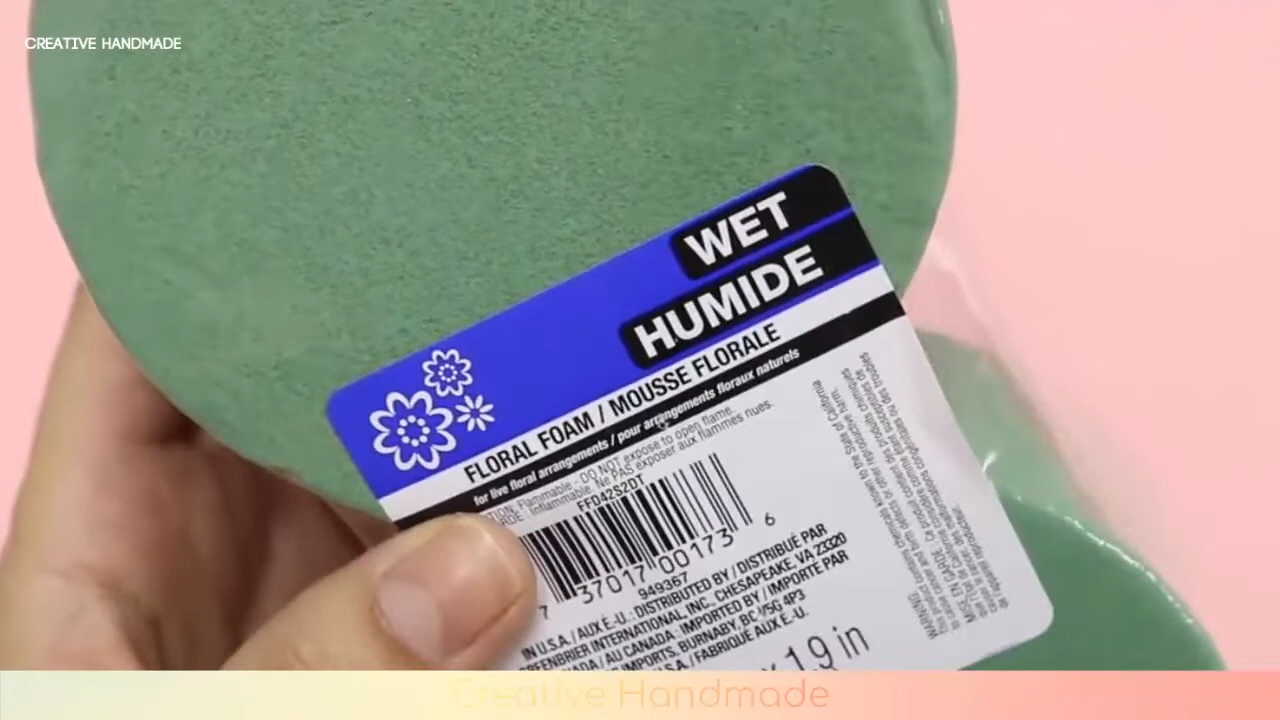 CREATIVE HANDMADE
WET
HUMIDE
FLORAL FOAM / MOUSSE FLORALE
for live floral arrangements / pour arrangements floraux naturels
Flammable - DO NOT expose to open flame.
Inflammable. Ne PAS exposer aux flammes nues.
FF042S2DT
7 37017 00173 6
949367
IN U.S.A. / AUX E.-U.: DISTRIBUTED BY / DISTRIBUÉ PAR
GREENBRIER INTERNATIONAL, INC., CHESAPEAKE, VA 23320
AU CANADA: IMPORTED BY / IMPORTÉ PAR
IMPORTS, BURNABY, BC V5G 4P3
/ FABRIQUÉ AUX E.-U.
x 1.9 in
Creative Handmade